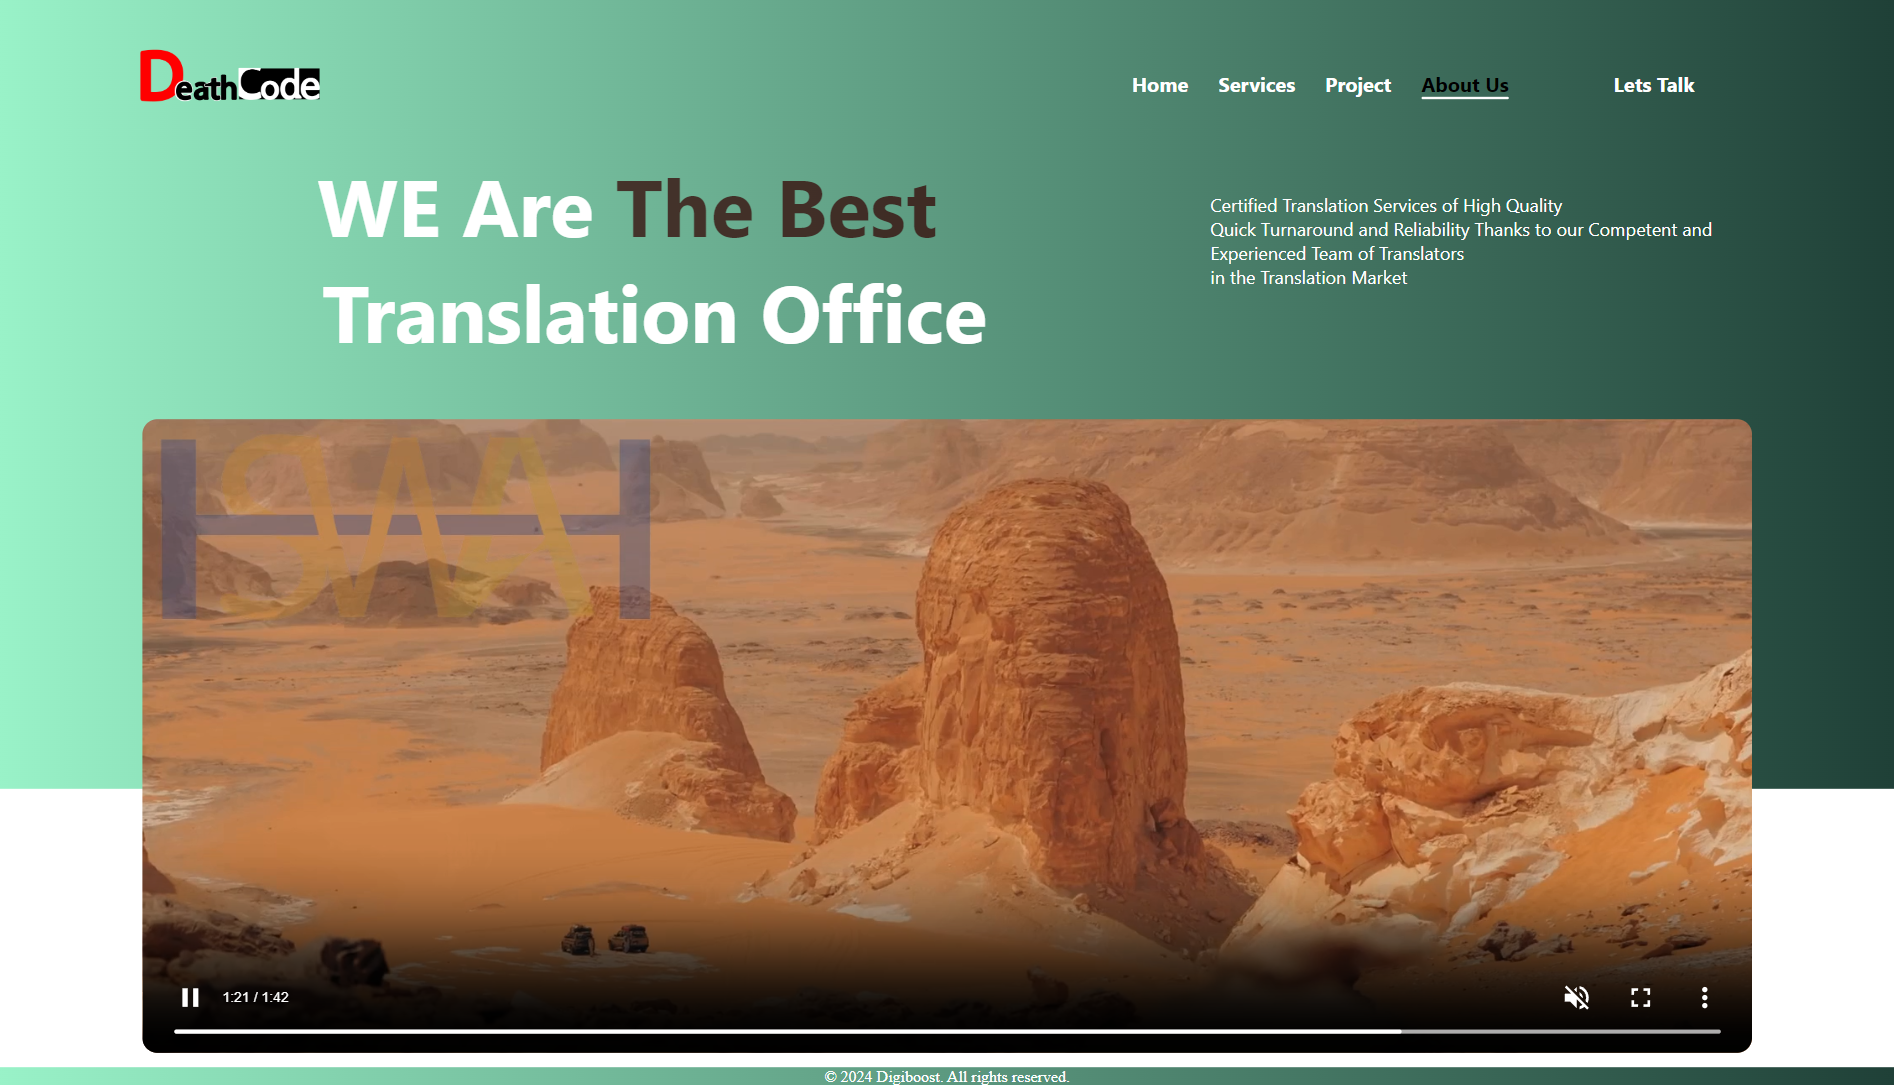 DeathCode
Home Services Project About Us Lets Talk
WE Are The Best
Translation Office
Certified Translation Services of High Quality
Quick Turnaround and Reliability Thanks to our Competent and
Experienced Team of Translators
in the Translation Market
HSWAH
1:21 / 1:42
© 2024 Digiboost. All rights reserved.